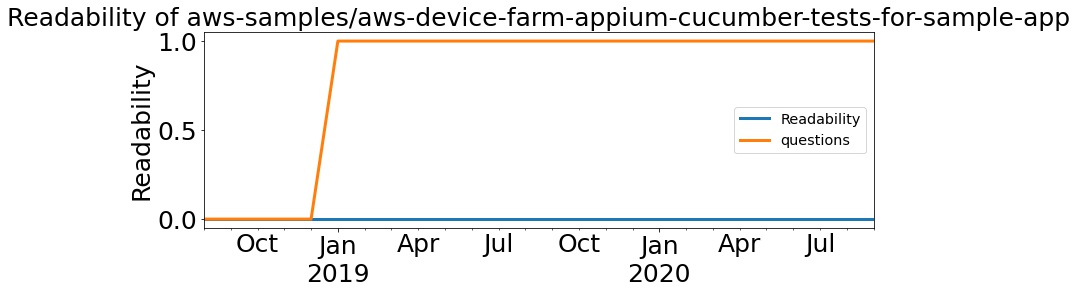 Readability of aws-samples/aws-device-farm-appium-cucumber-tests-for-sample-app
Readability
1.0
0.5
0.0
Readability
questions
Oct Jan Apr Jul Oct Jan Apr Jul
2019 2020